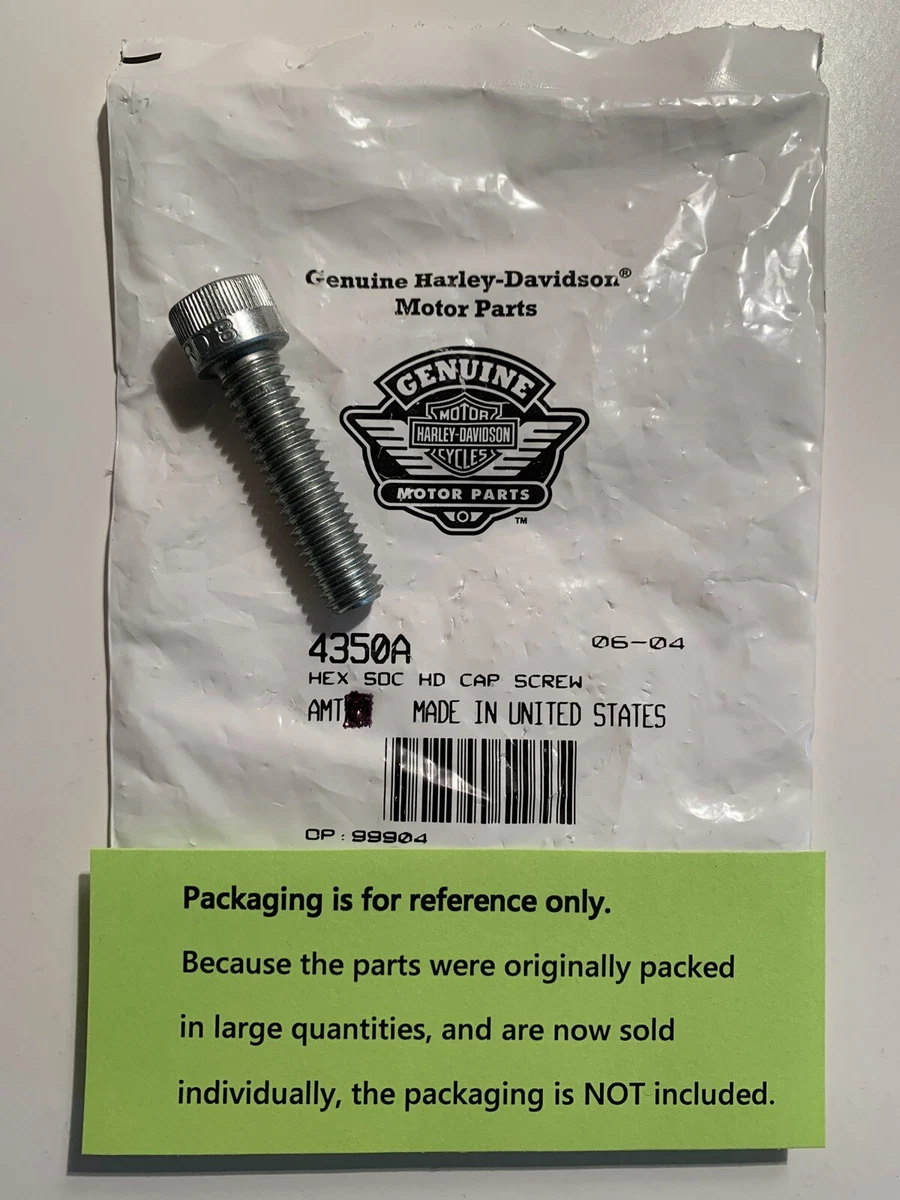 Genuine Harley-Davidson®
Motor Parts
GENUINE
MOTOR
HARLEY-DAVIDSON
CYCLES
MOTOR PARTS
™
4350A
06-04
HEX SOC HD CAP SCREW
AMT
MADE IN UNITED STATES
OP: 99904
Packaging is for reference only.
Because the parts were originally packed
in large quantities, and are now sold
individually, the packaging is NOT included.